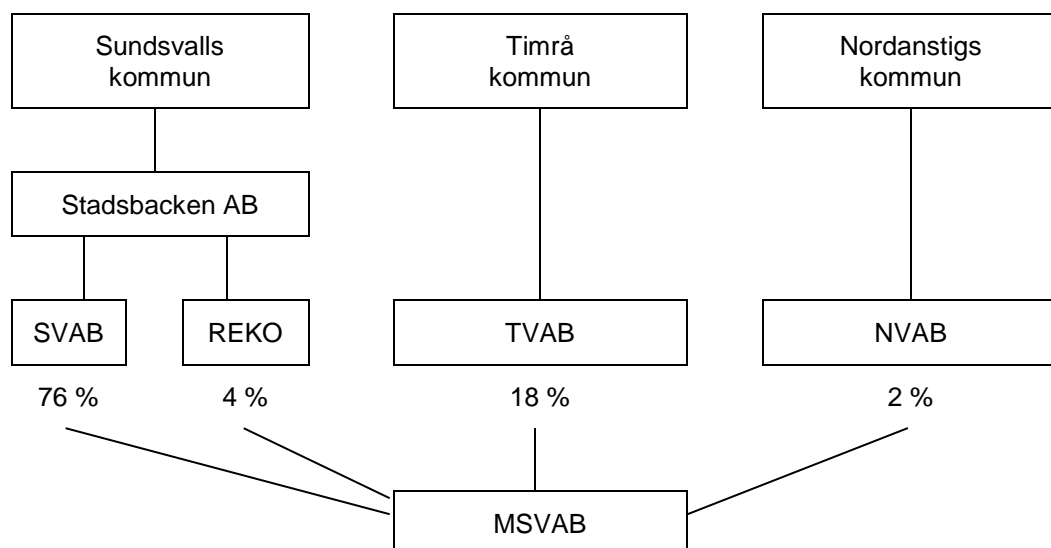 Sundsvalls
kommun
Timrå
kommun
Nordanstigs
kommun
Stadsbacken AB
SVAB
REKO
TVAB
NVAB
76 %
4 %
18 %
2 %
MSVAB